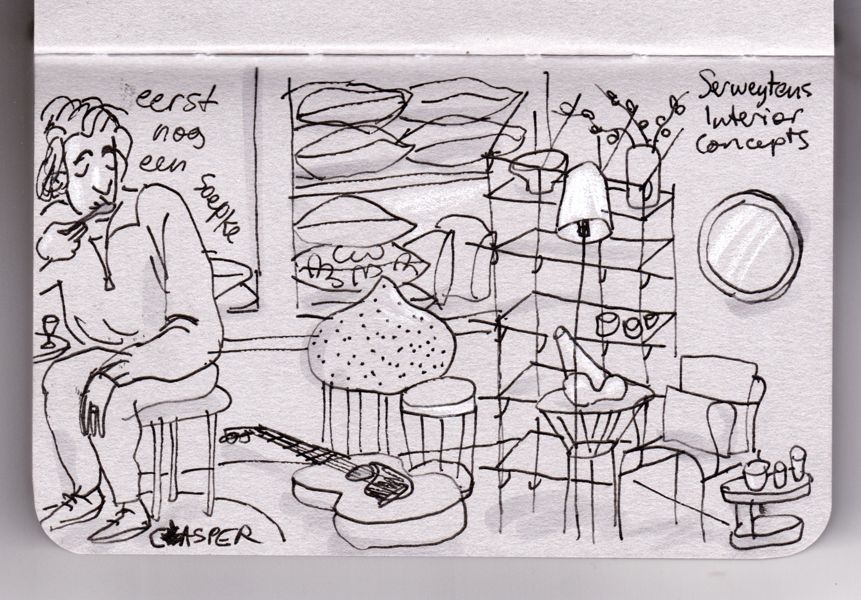 eerst
nog
een
soepke
Serweytens
Interior
Concepts
CASPER